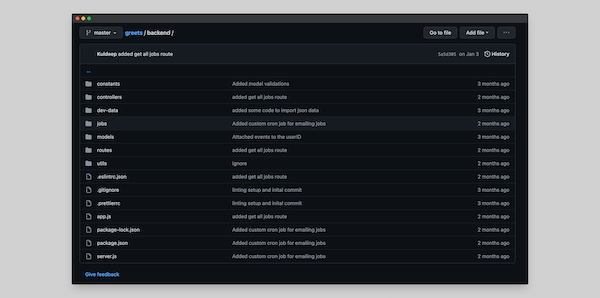 master greets / backend / Go to file Add file ...
Kuldeep added get all jobs route 5a5d305 on Jan 3 History
..
constants Added model validations 3 months ago
controllers added get all jobs route 2 months ago
dev-data added some code to import json data 3 months ago
jobs Added custom cron job for emailing jobs 2 months ago
models Attached events to the userID 3 months ago
routes added get all jobs route 2 months ago
utils Ignore 2 months ago
.eslintrc.json added get all jobs route 2 months ago
.gitignore linting setup and inital commit 3 months ago
.prettierrc linting setup and inital commit 3 months ago
app.js added get all jobs route 2 months ago
package-lock.json Added custom cron job for emailing jobs 2 months ago
package.json Added custom cron job for emailing jobs 2 months ago
server.js Added custom cron job for emailing jobs 2 months ago
Give feedback